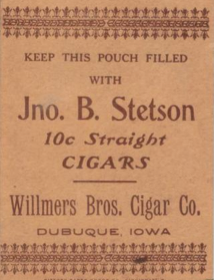 KEEP THIS POUCH FILLED
WITH
Jno. B. Stetson
10c Straight
CIGARS
Willmers Bros. Cigar Co.
DUBUQUE, IOWA